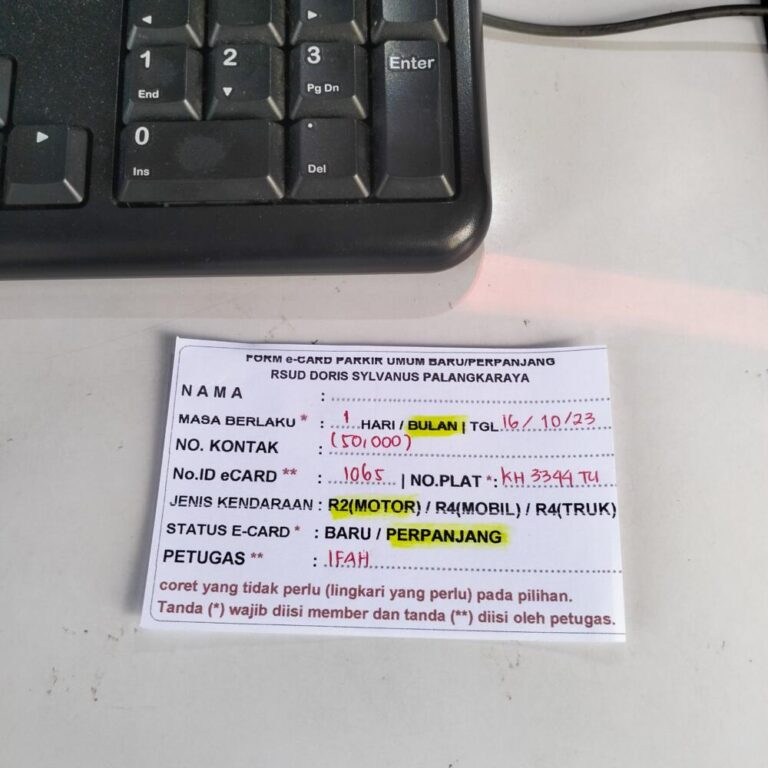 1
End
2
3
Pg Dn
Enter
0
Ins
.
Del
FORM e-CARD PARKIR UMUM BARU/PERPANJANG
RSUD DORIS SYLVANUS PALANGKARAYA
NAMA :
MASA BERLAKU * : 1 HARI / BULAN | TGL 16/10/23
NO. KONTAK : (50,000)
No.ID eCARD ** : 1065 | NO.PLAT *: KH 3344 TU
JENIS KENDARAAN : R2(MOTOR) / R4(MOBIL) / R4(TRUK)
STATUS E-CARD * : BARU / PERPANJANG
PETUGAS ** : IFAH
coret yang tidak perlu (lingkari yang perlu) pada pilihan.
Tanda (*) wajib diisi member dan tanda (**) diisi oleh petugas.